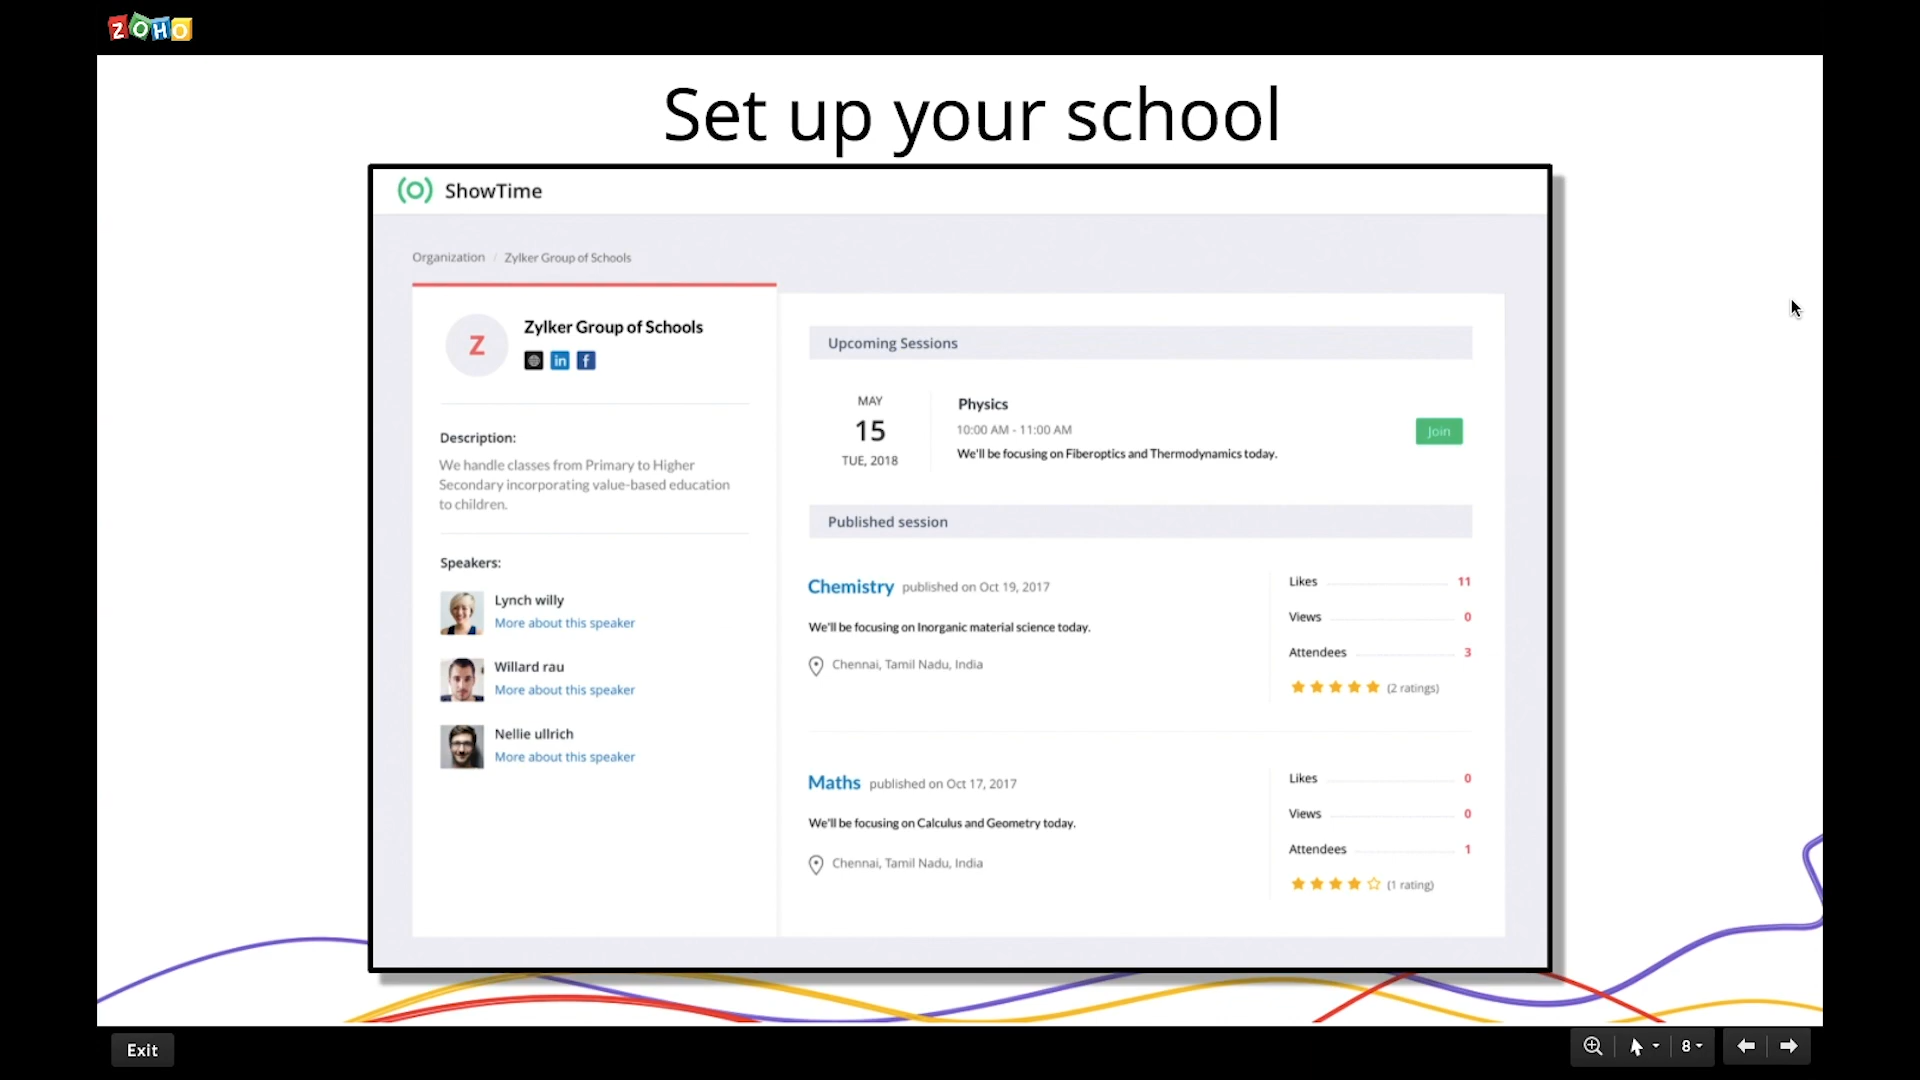 ZOHO
Set up your school
ShowTime
Organization / Zylker Group of Schools
Z
Zylker Group of Schools
in f
Description:
We handle classes from Primary to Higher
Secondary incorporating value-based education
to children.
Speakers:
Lynch willy
More about this speaker
Willard rau
More about this speaker
Nellie ullrich
More about this speaker
Upcoming Sessions
MAY
15
TUE, 2018
Physics
10:00 AM - 11:00 AM
We'll be focusing on Fiberoptics and Thermodynamics today.
Join
Published session
Chemistry published on Oct 19, 2017
We'll be focusing on Inorganic material science today.
Chennai, Tamil Nadu, India
Likes 11
Views 0
Attendees 3
(2 ratings)
Maths published on Oct 17, 2017
We'll be focusing on Calculus and Geometry today.
Chennai, Tamil Nadu, India
Likes 0
Views 0
Attendees 1
(1 rating)
Exit
8